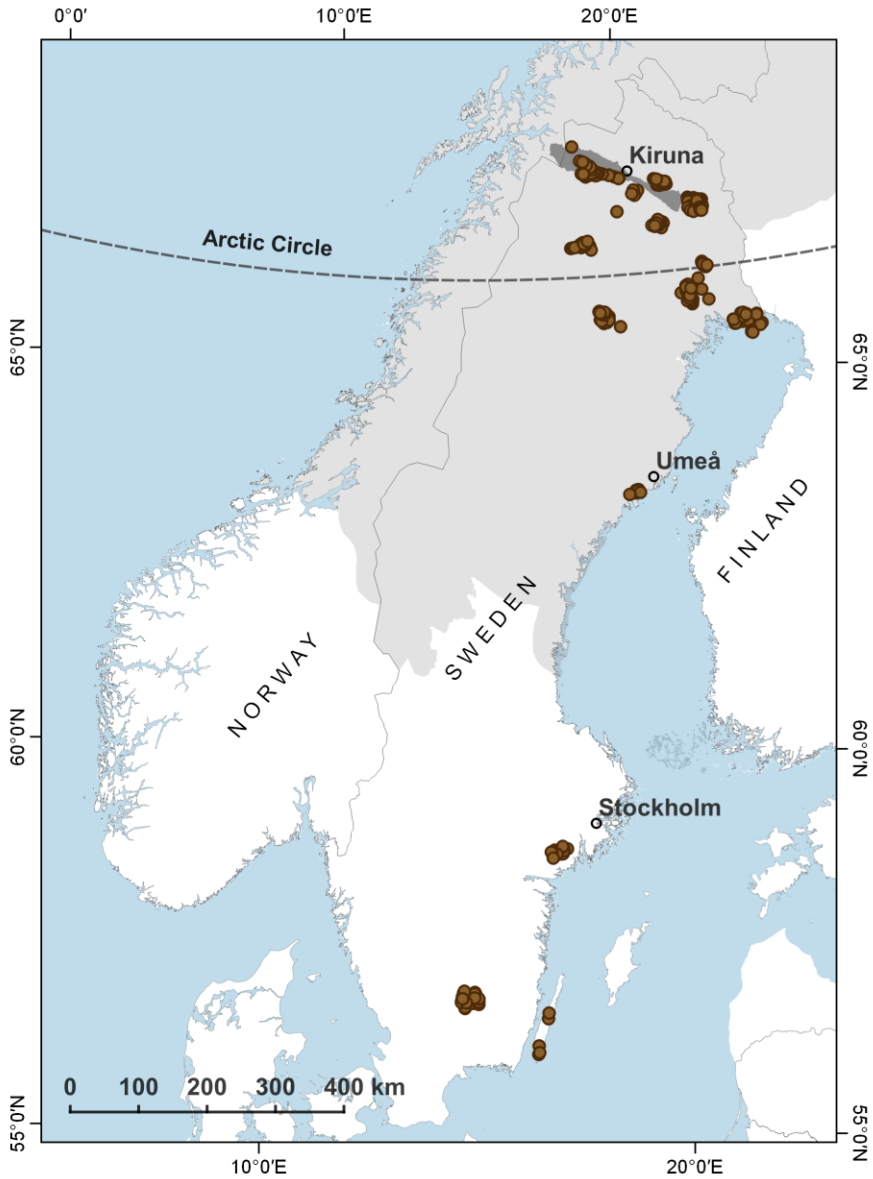 0°0′ 10°0′E 20°0′E
Kiruna
Arctic Circle
65°0′N 65°0′N
Umeå
FINLAND
SWEDEN
NORWAY
60°0′N 60°0′N
Stockholm
0 100 200 300 400 km
55°0′N 55°0′N
10°0′E 20°0′E